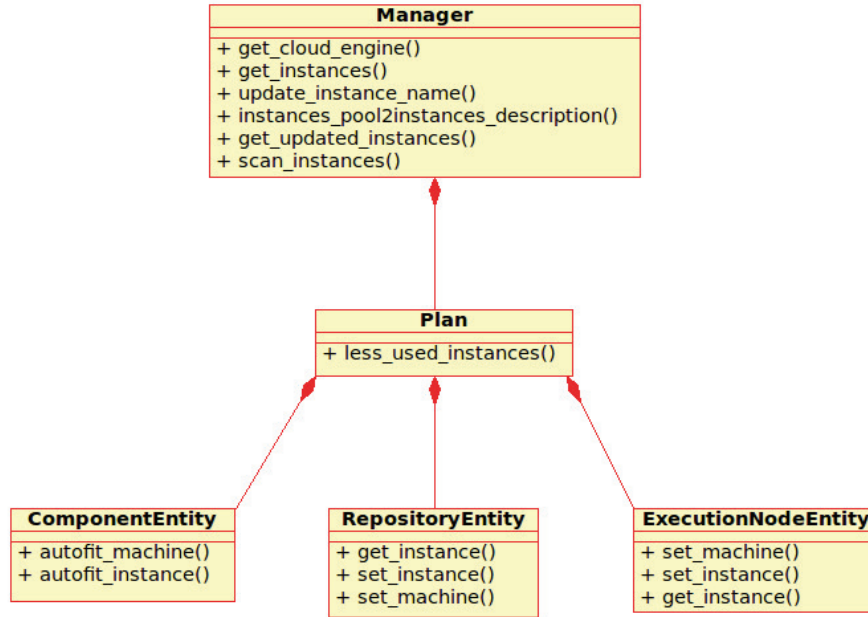 Manager
+ get_cloud_engine()
+ get_instances()
+ update_instance_name()
+ instances_pool2instances_description()
+ get_updated_instances()
+ scan_instances()
Plan
+ less_used_instances()
ComponentEntity
+ autofit_machine()
+ autofit_instance()
RepositoryEntity
+ get_instance()
+ set_instance()
+ set_machine()
ExecutionNodeEntity
+ set_machine()
+ set_instance()
+ get_instance()